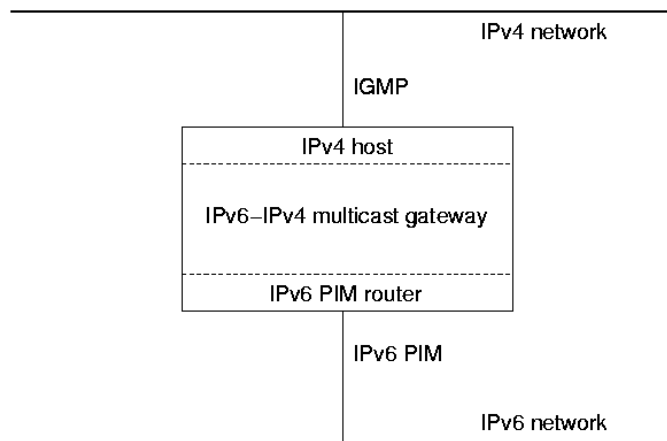 IPv4 network
IGMP
IPv4 host
IPv6–IPv4 multicast gateway
IPv6 PIM router
IPv6 PIM
IPv6 network